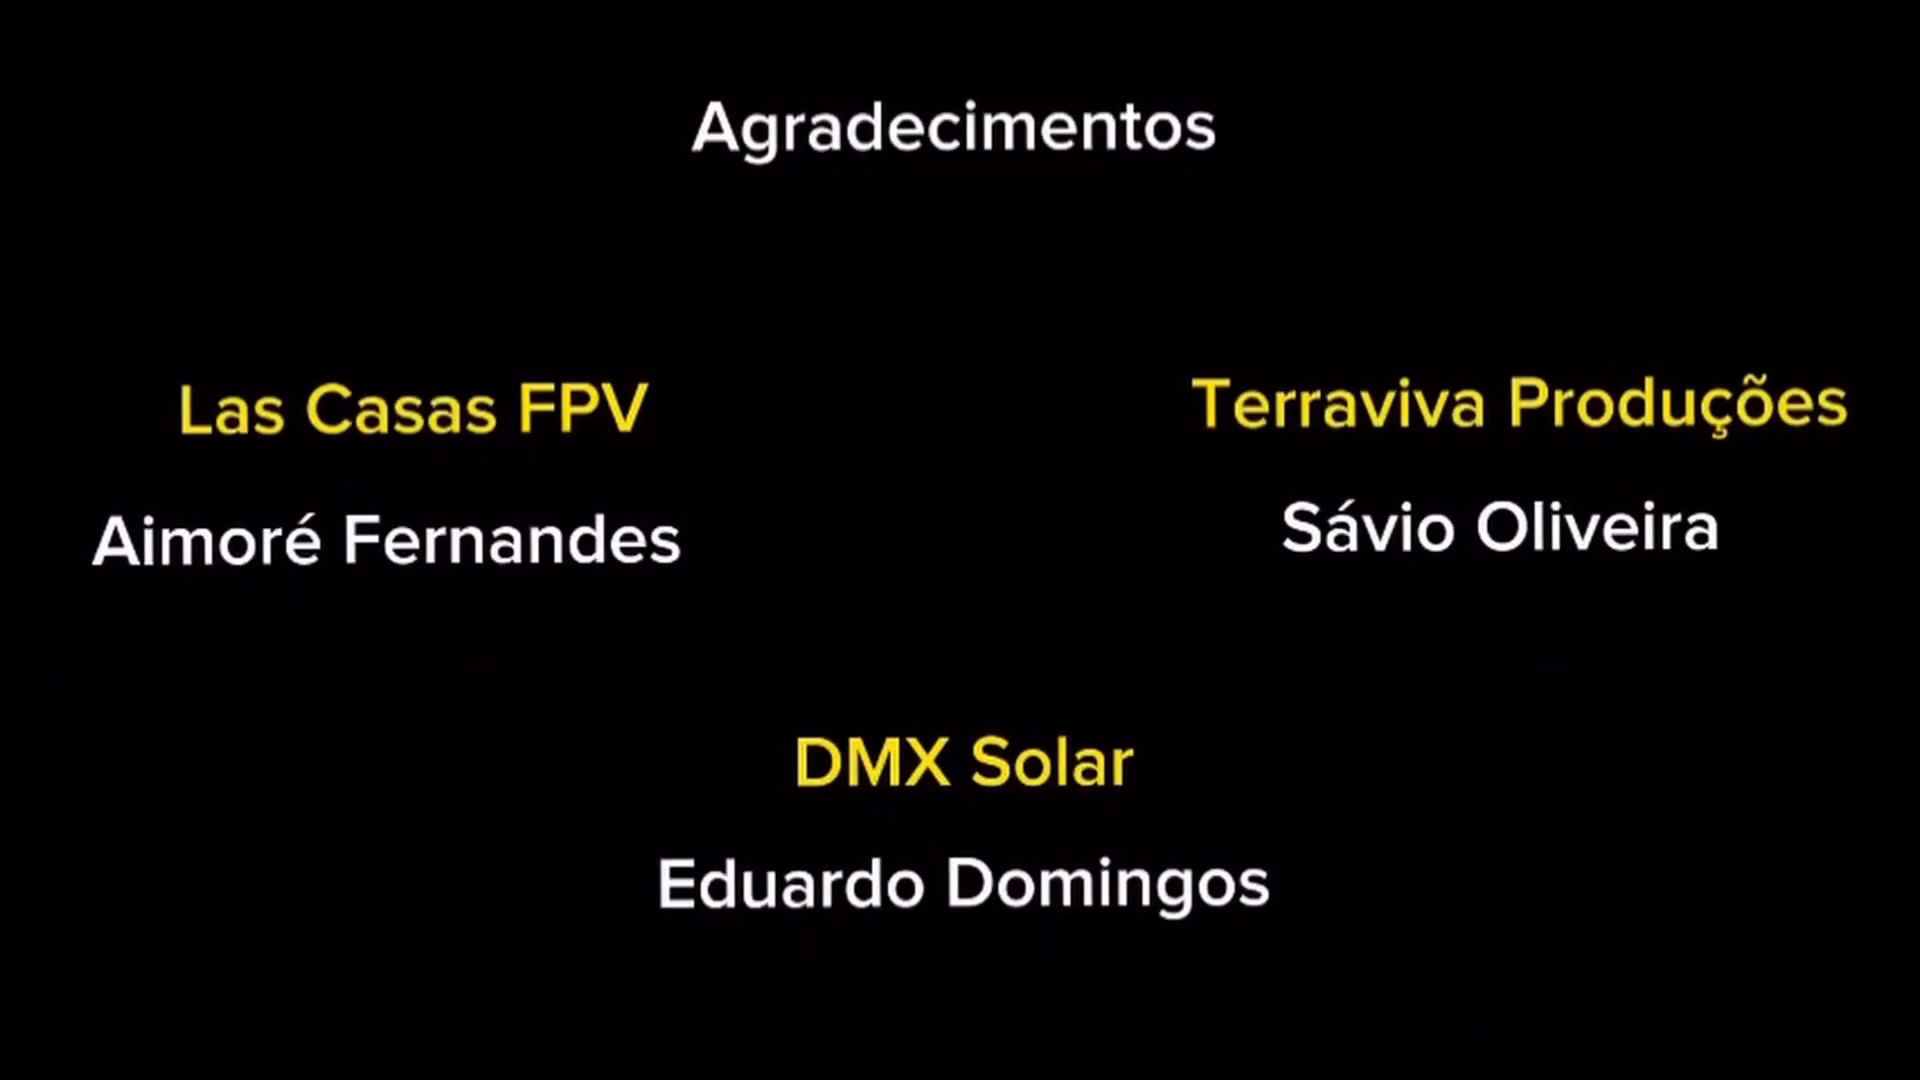 Agradecimentos
Las Casas FPV
Aimoré Fernandes
Terraviva Produções
Sávio Oliveira
DMX Solar
Eduardo Domingos